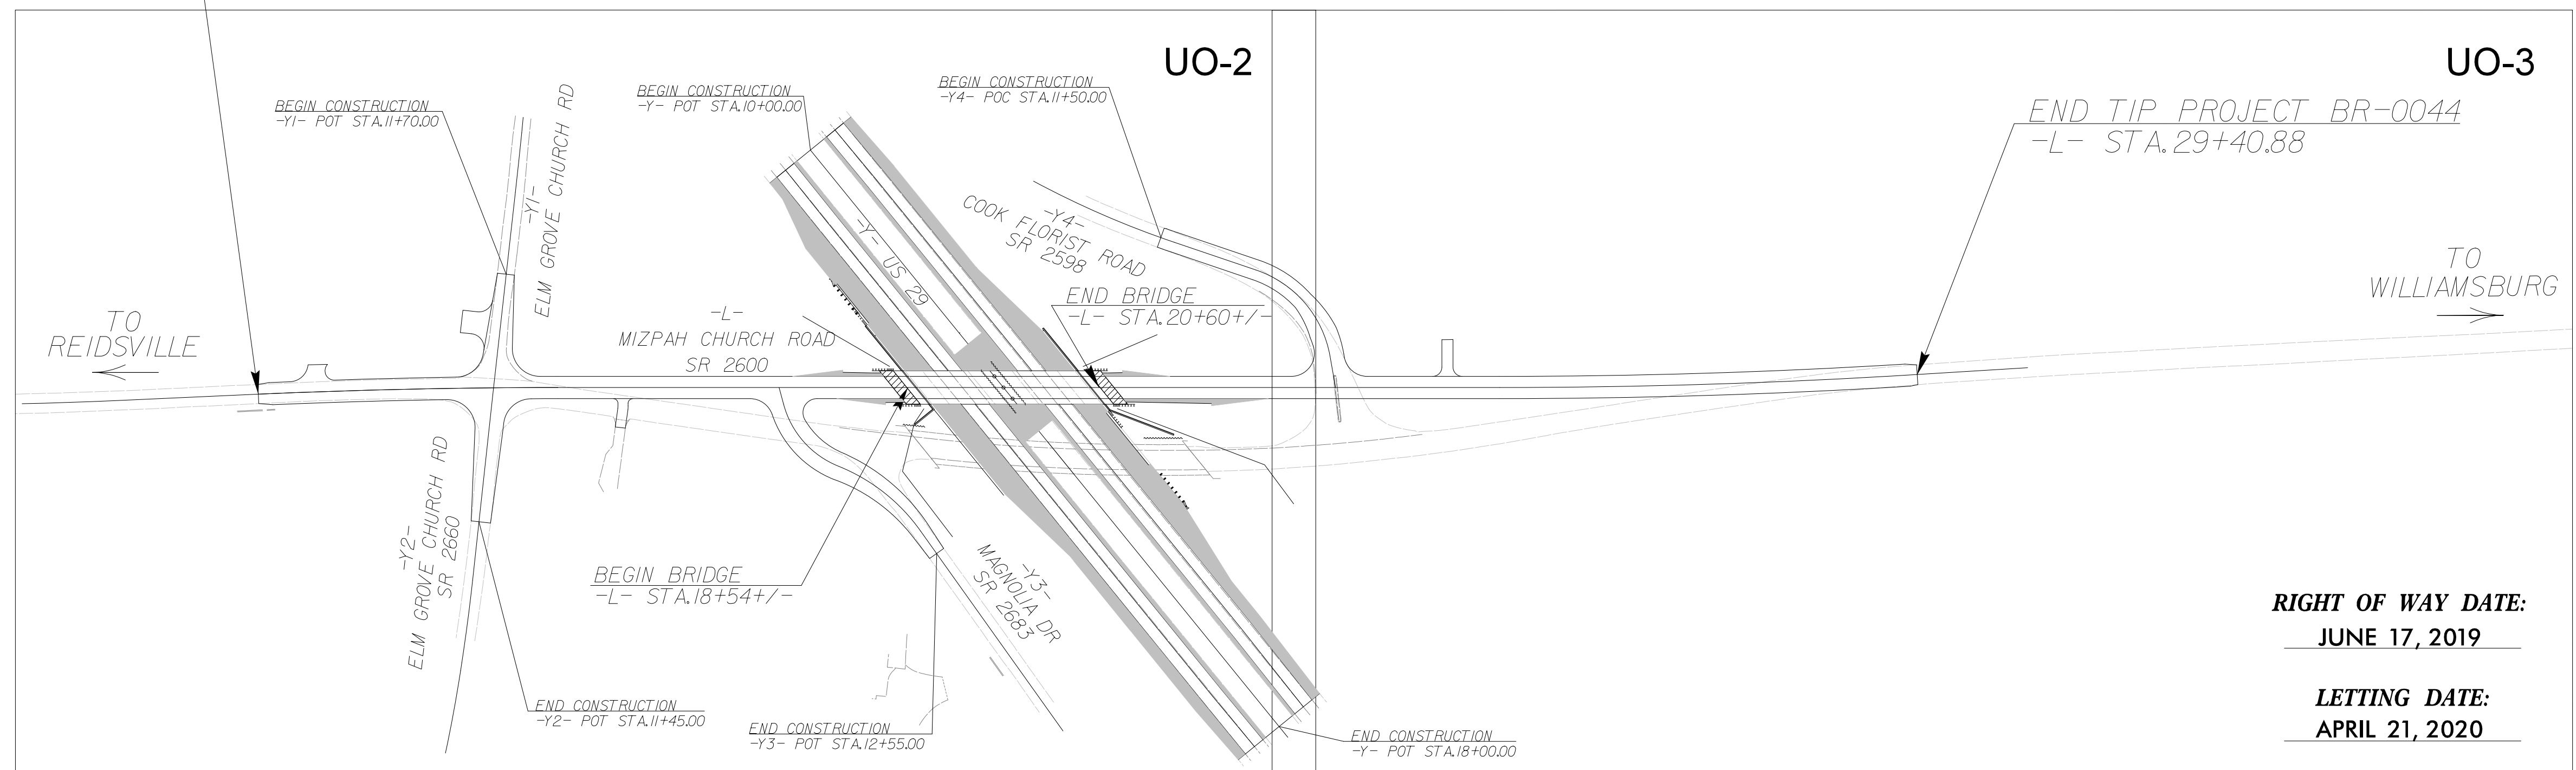 UO-2
UO-3
BEGIN CONSTRUCTION
-Y1- POT STA.11+70.00
-Y1-
ELM GROVE CHURCH RD
BEGIN CONSTRUCTION
-Y- POT STA.10+00.00
BEGIN CONSTRUCTION
-Y4- POC STA.11+50.00
END TIP PROJECT BR-0044
-L- STA.29+40.88
-Y- US 29
-Y4-
COOK FLORIST ROAD
SR 2598
END BRIDGE
-L- STA.20+60+/-
TO
REIDSVILLE
-L-
MIZPAH CHURCH ROAD
SR 2600
TO
WILLIAMSBURG
-Y2-
ELM GROVE CHURCH RD
SR 2660
BEGIN BRIDGE
-L- STA.18+54+/-
-Y3-
MAGNOLIA DR
SR 2683
END CONSTRUCTION
-Y2- POT STA.11+45.00
END CONSTRUCTION
-Y3- POT STA.12+55.00
END CONSTRUCTION
-Y- POT STA.18+00.00
RIGHT OF WAY DATE:
JUNE 17, 2019
LETTING DATE:
APRIL 21, 2020